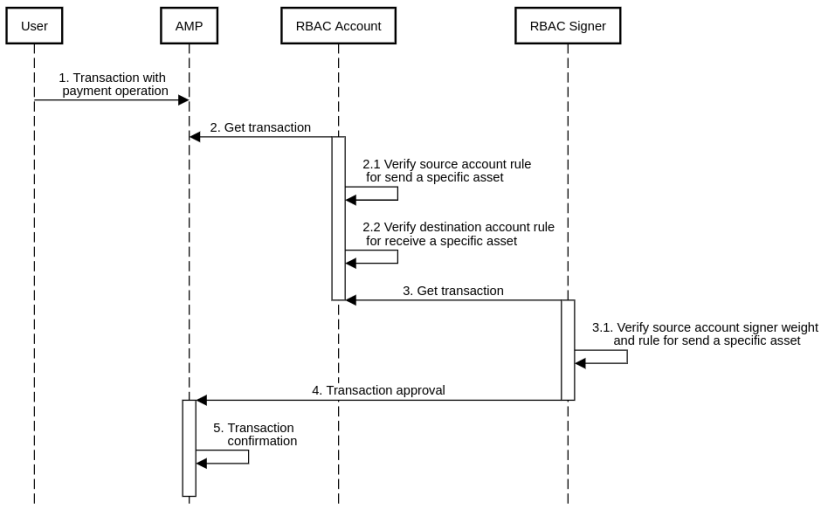 User
AMP
RBAC Account
RBAC Signer
1. Transaction with
payment operation
2. Get transaction
2.1 Verify source account rule
for send a specific asset
2.2 Verify destination account rule
for receive a specific asset
3. Get transaction
3.1. Verify source account signer weight
and rule for send a specific asset
4. Transaction approval
5. Transaction
confirmation